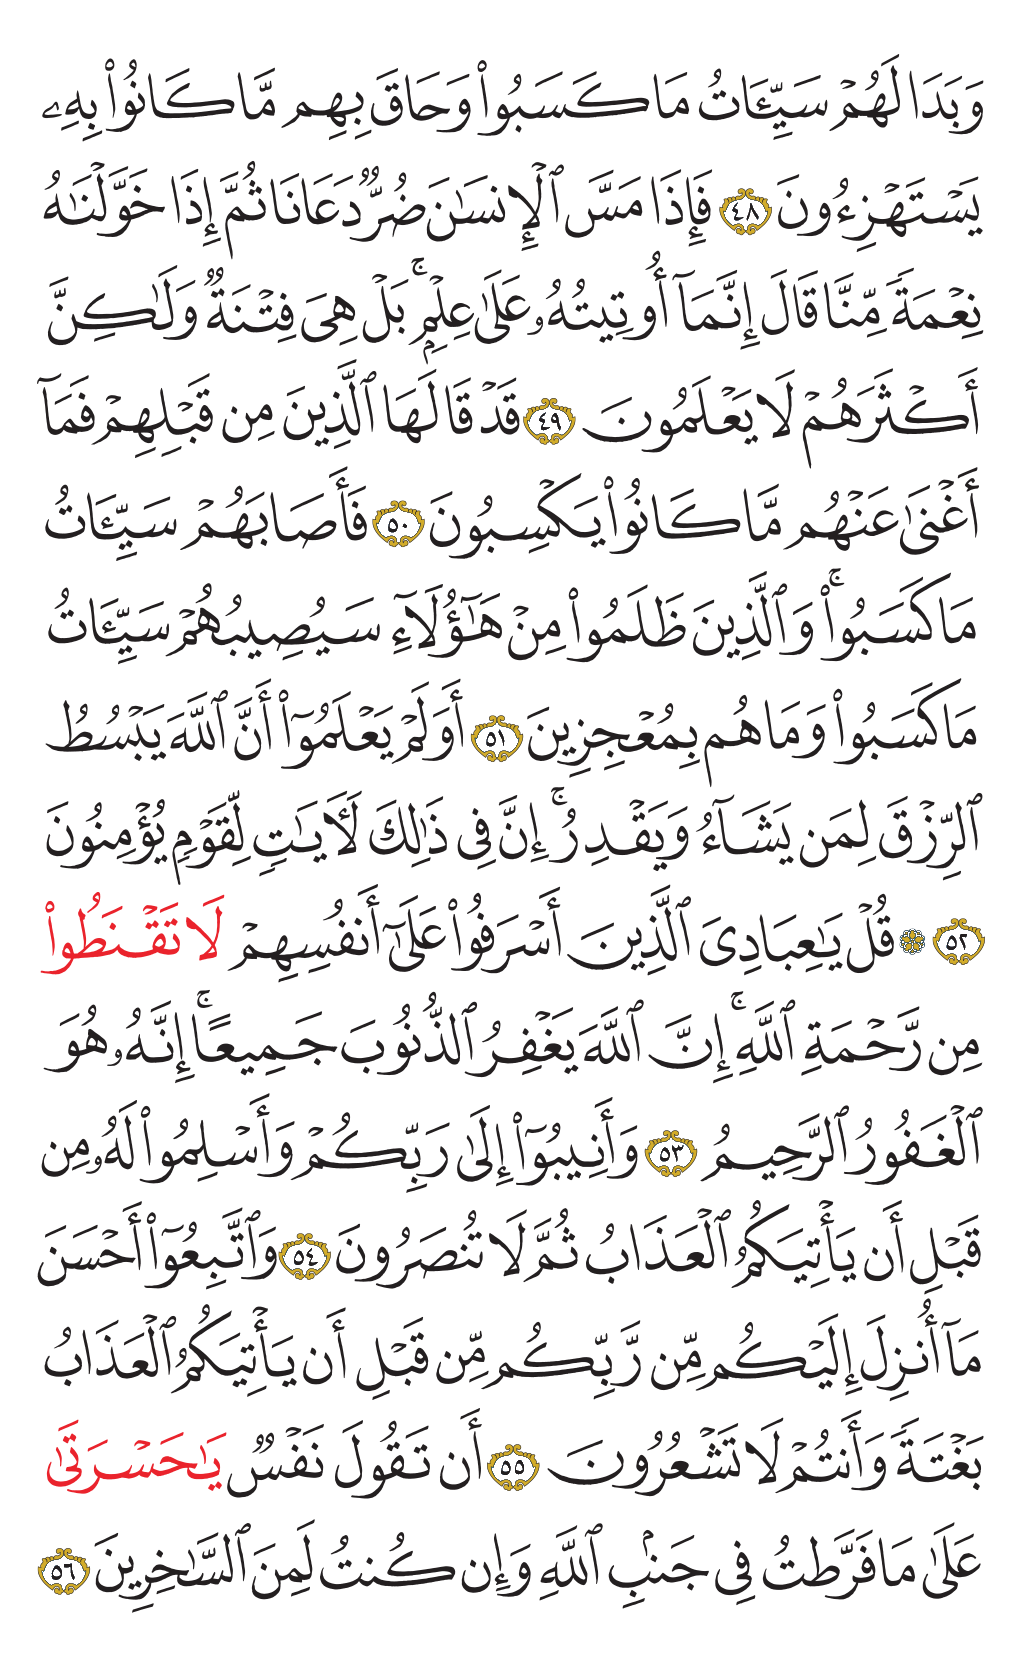 وَبَدَا لَهُمْ سَيِّـَٔاتُ مَا كَسَبُوا۟ وَحَاقَ بِهِم مَّا كَانُوا۟ بِهِۦ
يَسْتَهْزِءُونَ ٤٨ فَإِذَا مَسَّ ٱلْإِنسَـٰنَ ضُرٌّ دَعَانَا ثُمَّ إِذَا خَوَّلْنَـٰهُ
نِعْمَةً مِّنَّا قَالَ إِنَّمَآ أُوتِيتُهُۥ عَلَىٰ عِلْمٍۭ ۚ بَلْ هِىَ فِتْنَةٌ وَلَـٰكِنَّ
أَكْثَرَهُمْ لَا يَعْلَمُونَ ٤٩ قَدْ قَالَهَا ٱلَّذِينَ مِن قَبْلِهِمْ فَمَآ
أَغْنَىٰ عَنْهُم مَّا كَانُوا۟ يَكْسِبُونَ ٥٠ فَأَصَابَهُمْ سَيِّـَٔاتُ
مَا كَسَبُوا۟ ۚ وَٱلَّذِينَ ظَلَمُوا۟ مِنْ هَـٰٓؤُلَآءِ سَيُصِيبُهُمْ سَيِّـَٔاتُ
مَا كَسَبُوا۟ وَمَا هُم بِمُعْجِزِينَ ٥١ أَوَلَمْ يَعْلَمُوٓا۟ أَنَّ ٱللَّهَ يَبْسُطُ
ٱلرِّزْقَ لِمَن يَشَآءُ وَيَقْدِرُ ۚ إِنَّ فِى ذَٰلِكَ لَـَٔايَـٰتٍ لِّقَوْمٍ يُؤْمِنُونَ
٥٢ ۞ قُلْ يَـٰعِبَادِىَ ٱلَّذِينَ أَسْرَفُوا۟ عَلَىٰٓ أَنفُسِهِمْ لَا تَقْنَطُوا۟
مِن رَّحْمَةِ ٱللَّهِ ۚ إِنَّ ٱللَّهَ يَغْفِرُ ٱلذُّنُوبَ جَمِيعًا ۚ إِنَّهُۥ هُوَ
ٱلْغَفُورُ ٱلرَّحِيمُ ٥٣ وَأَنِيبُوٓا۟ إِلَىٰ رَبِّكُمْ وَأَسْلِمُوا۟ لَهُۥ مِن
قَبْلِ أَن يَأْتِيَكُمُ ٱلْعَذَابُ ثُمَّ لَا تُنصَرُونَ ٥٤ وَٱتَّبِعُوٓا۟ أَحْسَنَ
مَآ أُنزِلَ إِلَيْكُم مِّن رَّبِّكُم مِّن قَبْلِ أَن يَأْتِيَكُمُ ٱلْعَذَابُ
بَغْتَةً وَأَنتُمْ لَا تَشْعُرُونَ ٥٥ أَن تَقُولَ نَفْسٌ يَـٰحَسْرَتَىٰ
عَلَىٰ مَا فَرَّطتُ فِى جَنۢبِ ٱللَّهِ وَإِن كُنتُ لَمِنَ ٱلسَّـٰخِرِينَ ٥٦